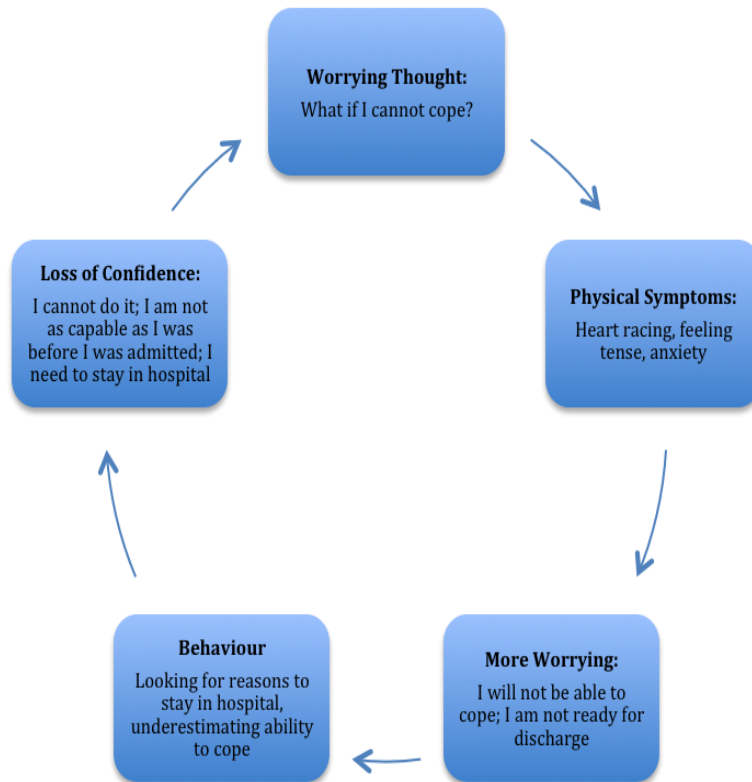 Worrying Thought:
What if I cannot cope?
Physical Symptoms:
Heart racing, feeling
tense, anxiety
More Worrying:
I will not be able to
cope; I am not ready for
discharge
Behaviour
Looking for reasons to
stay in hospital,
underestimating ability
to cope
Loss of Confidence:
I cannot do it; I am not
as capable as I was
before I was admitted; I
need to stay in hospital